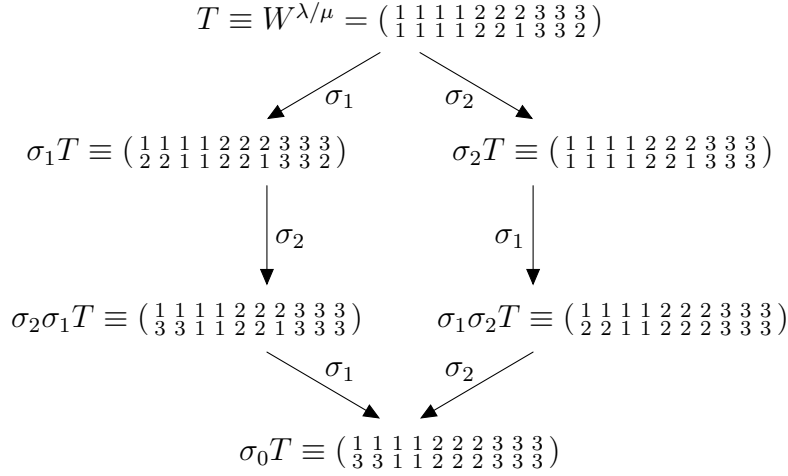 T ≡ W^{λ/μ} = ( 1 1 1 1 2 2 2 3 3 3
1 1 1 1 2 2 1 3 3 2 )
σ₁ σ₂
σ₁T ≡ ( 1 1 1 1 2 2 2 3 3 3
2 2 1 1 2 2 1 3 3 2 )
σ₂T ≡ ( 1 1 1 1 2 2 2 3 3 3
1 1 1 1 2 2 1 3 3 3 )
σ₂ σ₁
σ₂σ₁T ≡ ( 1 1 1 1 2 2 2 3 3 3
3 3 1 1 2 2 1 3 3 3 )
σ₁σ₂T ≡ ( 1 1 1 1 2 2 2 3 3 3
2 2 1 1 2 2 2 3 3 3 )
σ₁ σ₂
σ₀T ≡ ( 1 1 1 1 2 2 2 3 3 3
3 3 1 1 2 2 2 3 3 3 )